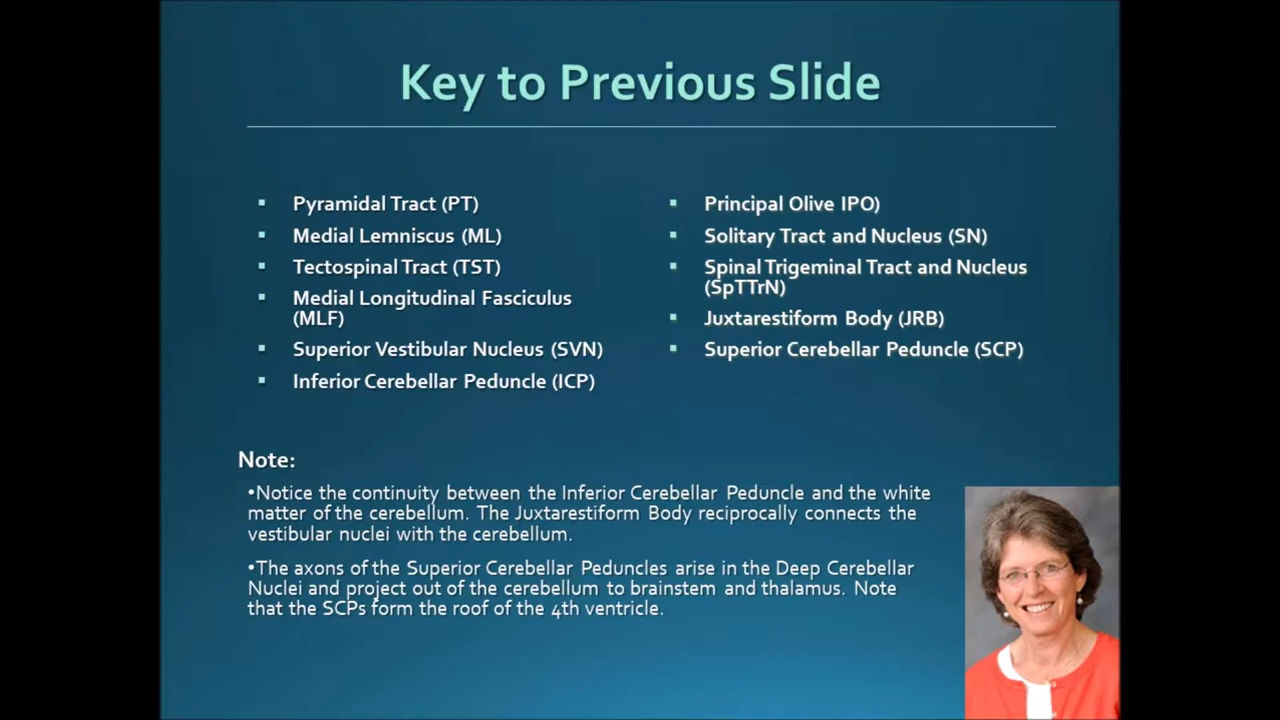 Key to Previous Slide
▪ Pyramidal Tract (PT)
▪ Medial Lemniscus (ML)
▪ Tectospinal Tract (TST)
▪ Medial Longitudinal Fasciculus
(MLF)
▪ Superior Vestibular Nucleus (SVN)
▪ Inferior Cerebellar Peduncle (ICP)
▪ Principal Olive IPO)
▪ Solitary Tract and Nucleus (SN)
▪ Spinal Trigeminal Tract and Nucleus
(SpTTrN)
▪ Juxtarestiform Body (JRB)
▪ Superior Cerebellar Peduncle (SCP)
Note:
•Notice the continuity between the Inferior Cerebellar Peduncle and the white
matter of the cerebellum. The Juxtarestiform Body reciprocally connects the
vestibular nuclei with the cerebellum.
•The axons of the Superior Cerebellar Peduncles arise in the Deep Cerebellar
Nuclei and project out of the cerebellum to brainstem and thalamus. Note
that the SCPs form the roof of the 4th ventricle.